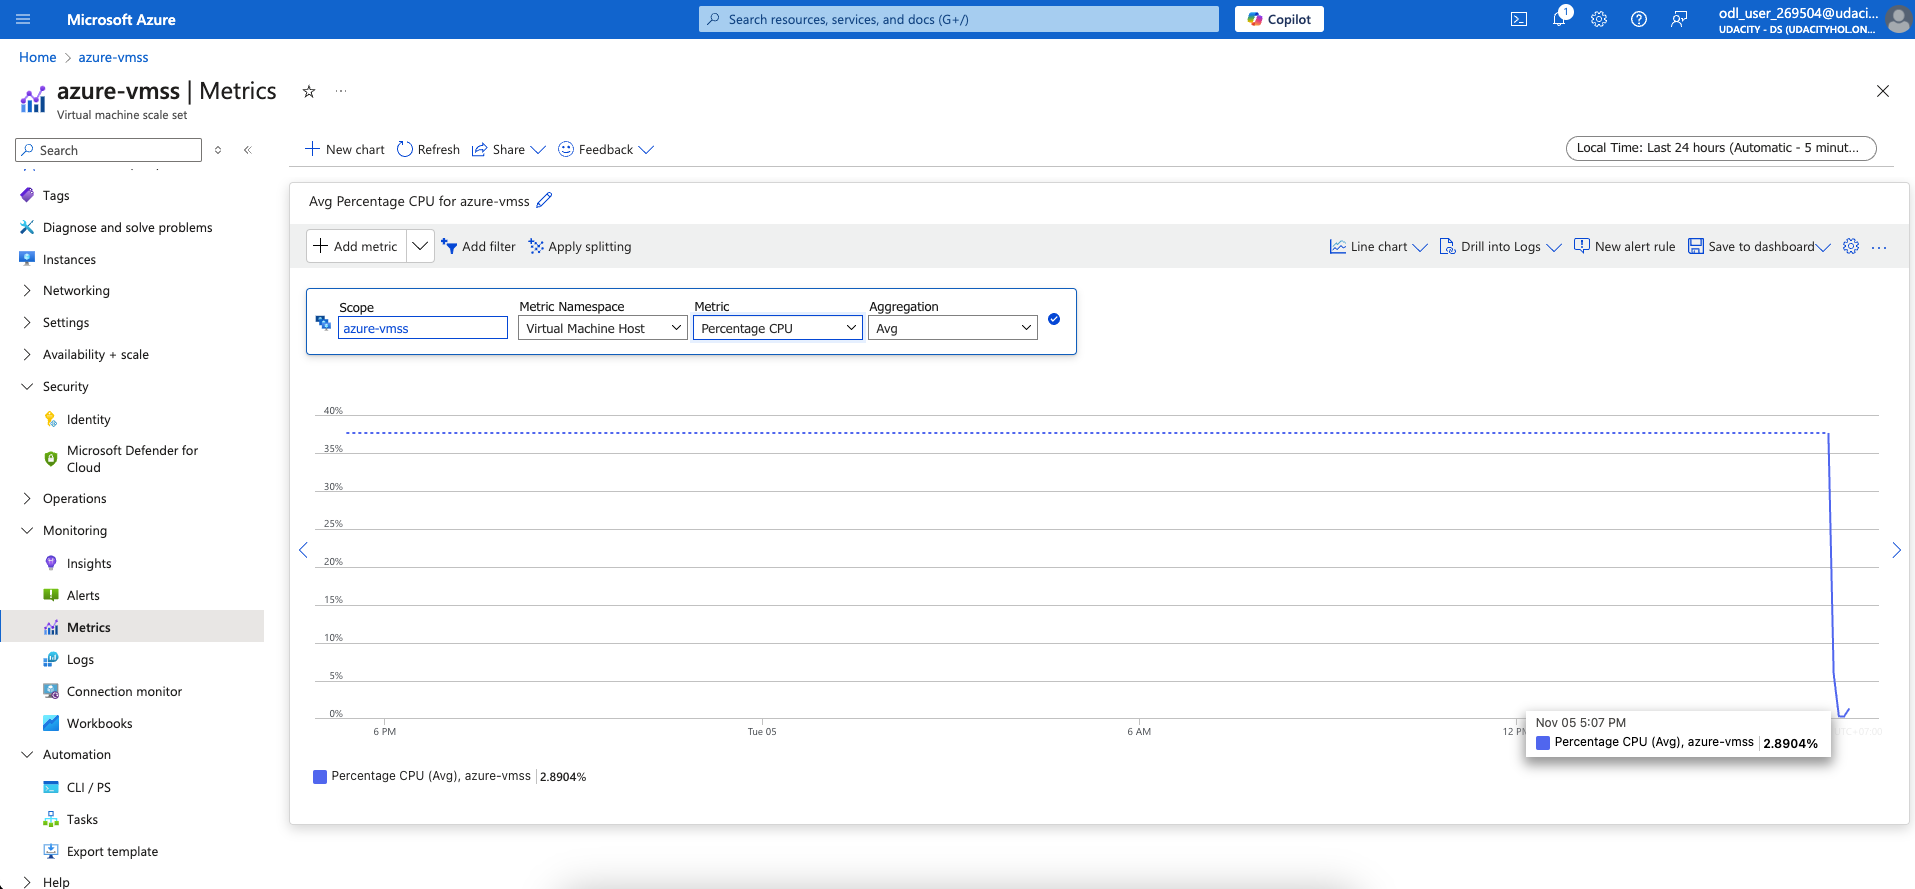 Microsoft Azure
Search resources, services, and docs (G+/)
Copilot
1
odl_user_269504@udaci...
UDACITY - DS (UDACITYHOL.ON...
Home > azure-vmss
azure-vmss | Metrics
Virtual machine scale set
Search
New chart
Refresh
Share
Feedback
Local Time: Last 24 hours (Automatic - 5 minut...
Tags
Diagnose and solve problems
Instances
Networking
Settings
Availability + scale
Security
Identity
Microsoft Defender for
Cloud
Operations
Monitoring
Insights
Alerts
Metrics
Logs
Connection monitor
Workbooks
Automation
CLI / PS
Tasks
Export template
Help
Avg Percentage CPU for azure-vmss
Add metric
Add filter
Apply splitting
Line chart
Drill into Logs
New alert rule
Save to dashboard
Scope
azure-vmss
Metric Namespace
Virtual Machine Host
Metric
Percentage CPU
Aggregation
Avg
40%
35%
30%
25%
20%
15%
10%
5%
0%
6 PM
Tue 05
6 AM
12 PM
Nov 05 5:07 PM
Percentage CPU (Avg), azure-vmss | 2.8904%
Percentage CPU (Avg), azure-vmss | 2.8904%